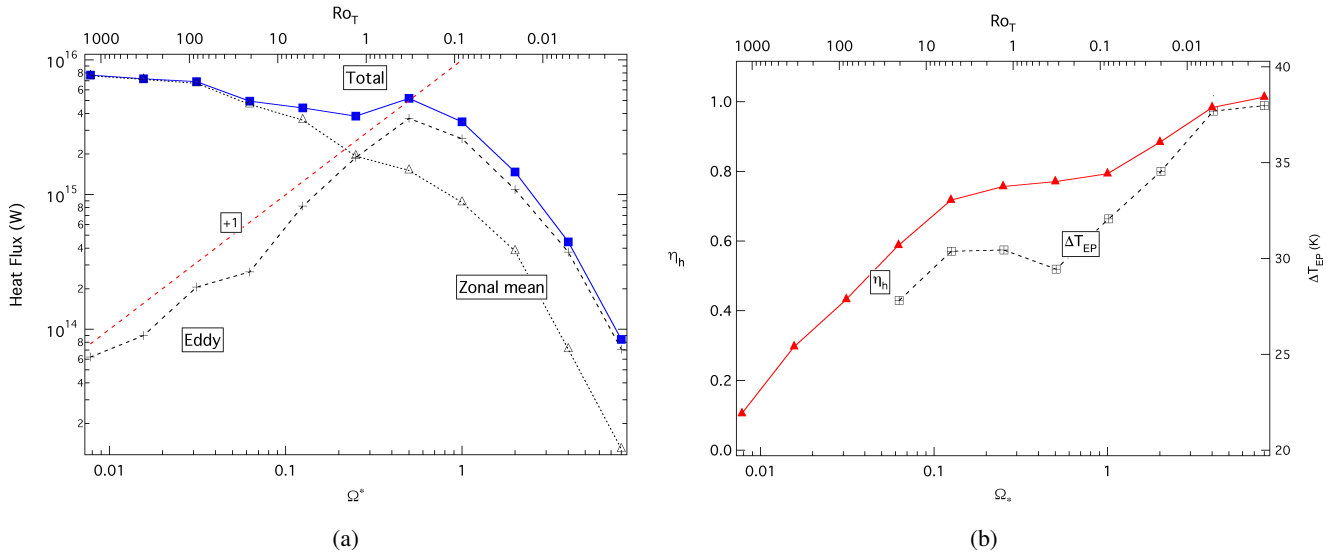 Ro_T
1000 100 10 1 0.1 0.01
10^16
8
6
4
2
10^15
8
6
4
2
10^14
8
6
4
2
Heat Flux (W)
Total
+1
Zonal mean
Eddy
0.01 0.1 1
Ω*
(a)
Ro_T
1000 100 10 1 0.1 0.01
1.0
0.8
0.6
0.4
0.2
0.0
η_h
40
35
30
25
20
ΔT_EP (K)
ΔT_EP
η_h
0.01 0.1 1
Ω_*
(b)